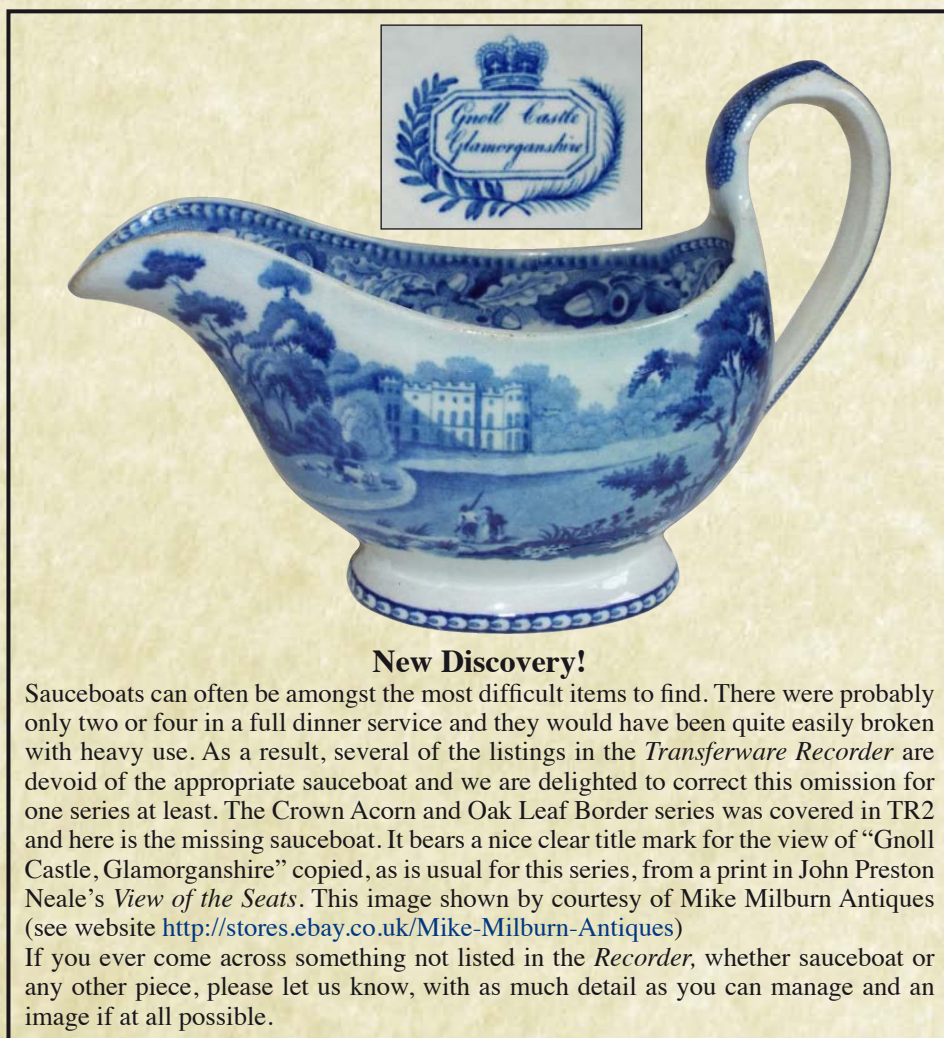 Gnoll Castle
Glamorganshire
New Discovery!
Sauceboats can often be amongst the most difficult items to find. There were probably
only two or four in a full dinner service and they would have been quite easily broken
with heavy use. As a result, several of the listings in the Transferware Recorder are
devoid of the appropriate sauceboat and we are delighted to correct this omission for
one series at least. The Crown Acorn and Oak Leaf Border series was covered in TR2
and here is the missing sauceboat. It bears a nice clear title mark for the view of “Gnoll
Castle, Glamorganshire” copied, as is usual for this series, from a print in John Preston
Neale's View of the Seats. This image shown by courtesy of Mike Milburn Antiques
(see website http://stores.ebay.co.uk/Mike-Milburn-Antiques)
If you ever come across something not listed in the Recorder, whether sauceboat or
any other piece, please let us know, with as much detail as you can manage and an
image if at all possible.